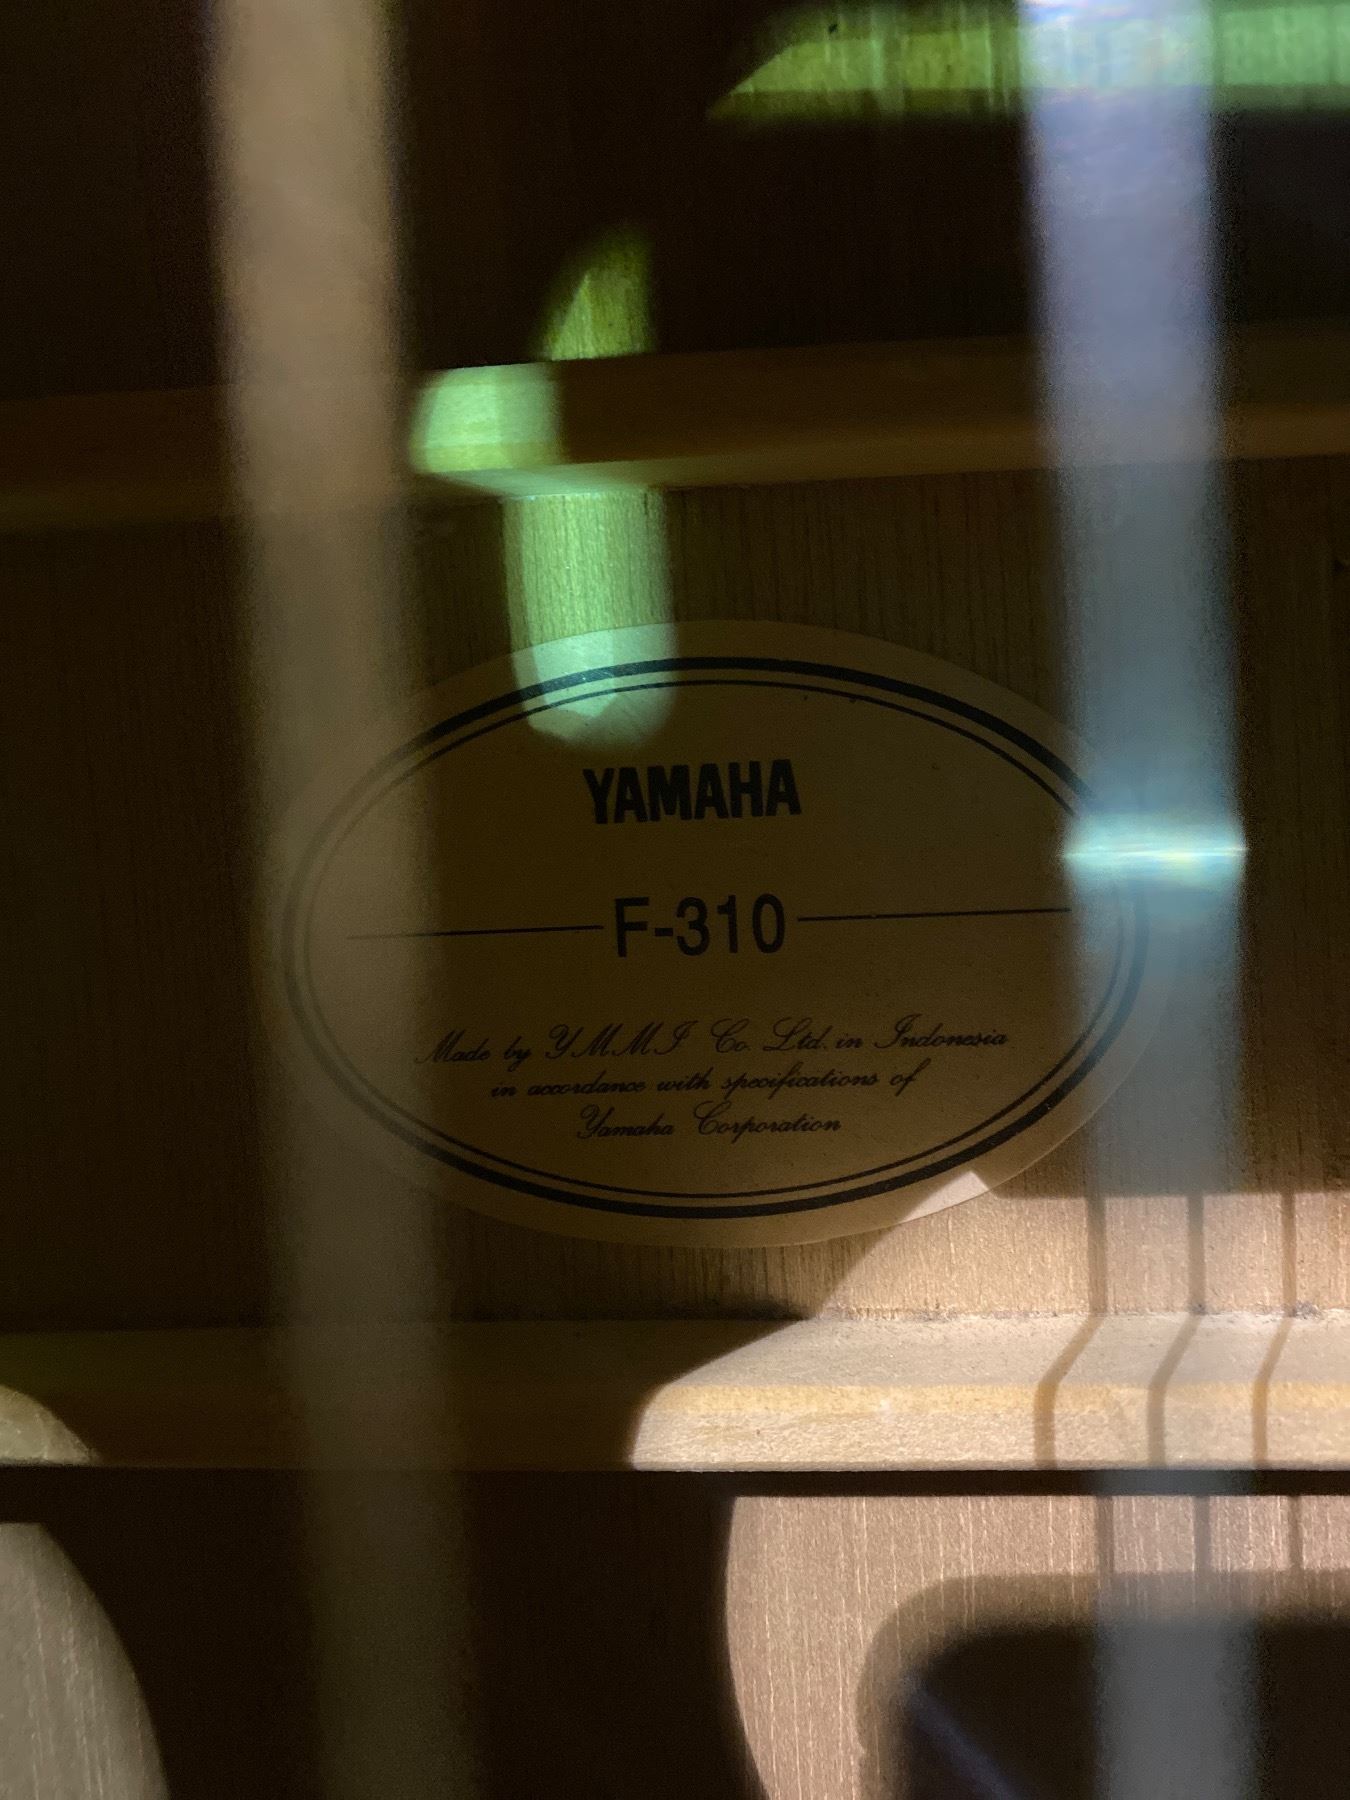 YAMAHA
F-310
Made by YMMI Co. Ltd. in Indonesia
in accordance with specifications of
Yamaha Corporation